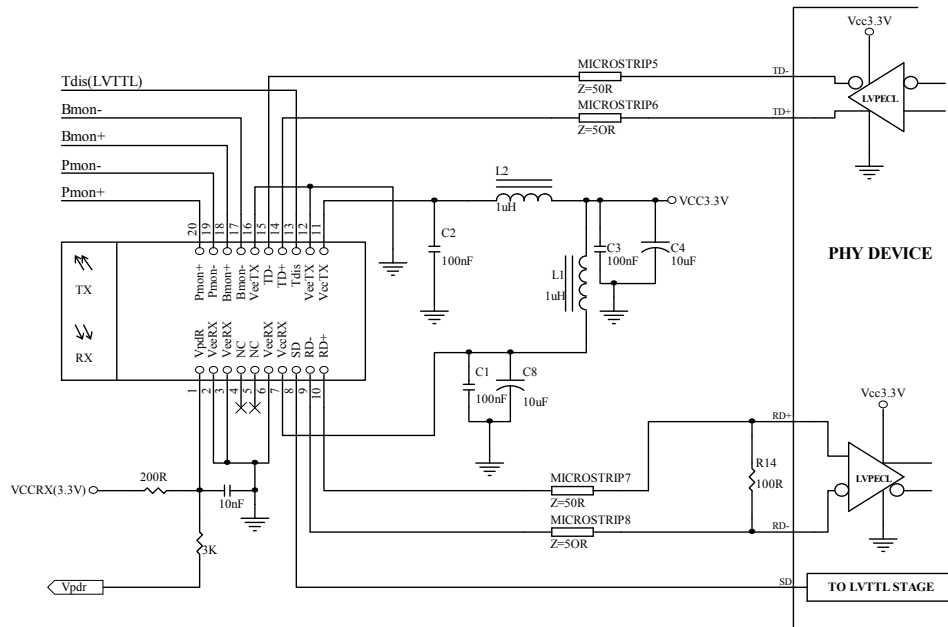 Vcc3.3V
MICROSTRIP5
TD-
Z=50R
LVPECL
MICROSTRIP6
TD+
Z=5OR
Tdis(LVTTL)
Bmon-
Bmon+
Pmon-
Pmon+
L2
1uH
VCC3.3V
C2
100nF
C3
100nF
C4
10uF
L1
1uH
PHY DEVICE
20
19
18
17
16
15
14
13
12
11
TX
RX
Pmon+
Pmon-
Bmon+
Bmon-
VeeTX
TD-
TD+
Tdis
VeeTX
VccTX
VpdR
VeeRX
VeeRX
NC
NC
VeeRX
VccRX
SD
RD-
RD+
1
2
3
4
5
6
7
8
9
10
C1
100nF
C8
10uF
Vcc3.3V
RD+
LVPECL
R14
100R
RD-
MICROSTRIP7
Z=50R
MICROSTRIP8
Z=5OR
VCCRX(3.3V)
200R
10nF
3K
Vpdr
SD
TO LVTTL STAGE